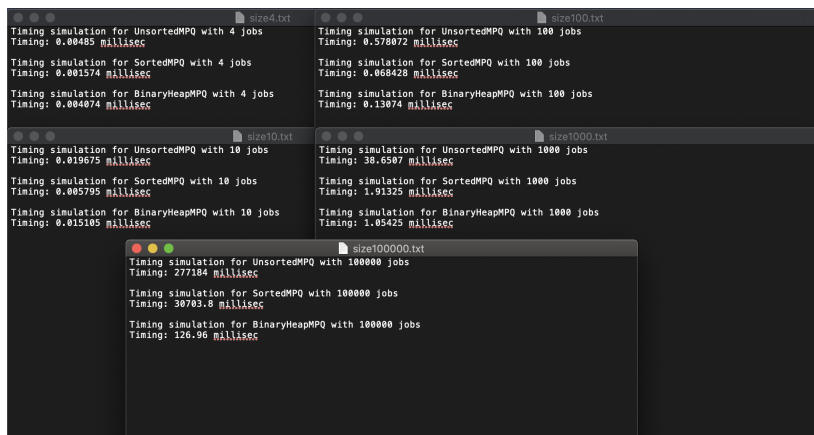 size4.txt
Timing simulation for UnsortedMPQ with 4 jobs
Timing: 0.00485 millisec
Timing simulation for SortedMPQ with 4 jobs
Timing: 0.001574 millisec
Timing simulation for BinaryHeapMPQ with 4 jobs
Timing: 0.004074 millisec
size100.txt
Timing simulation for UnsortedMPQ with 100 jobs
Timing: 0.578072 millisec
Timing simulation for SortedMPQ with 100 jobs
Timing: 0.068428 millisec
Timing simulation for BinaryHeapMPQ with 100 jobs
Timing: 0.13074 millisec
size10.txt
Timing simulation for UnsortedMPQ with 10 jobs
Timing: 0.019675 millisec
Timing simulation for SortedMPQ with 10 jobs
Timing: 0.005795 millisec
Timing simulation for BinaryHeapMPQ with 10 jobs
Timing: 0.015105 millisec
size1000.txt
Timing simulation for UnsortedMPQ with 1000 jobs
Timing: 38.6507 millisec
Timing simulation for SortedMPQ with 1000 jobs
Timing: 1.91325 millisec
Timing simulation for BinaryHeapMPQ with 1000 jobs
Timing: 1.05425 millisec
size100000.txt
Timing simulation for UnsortedMPQ with 100000 jobs
Timing: 277184 millisec
Timing simulation for SortedMPQ with 100000 jobs
Timing: 30703.8 millisec
Timing simulation for BinaryHeapMPQ with 100000 jobs
Timing: 126.96 millisec